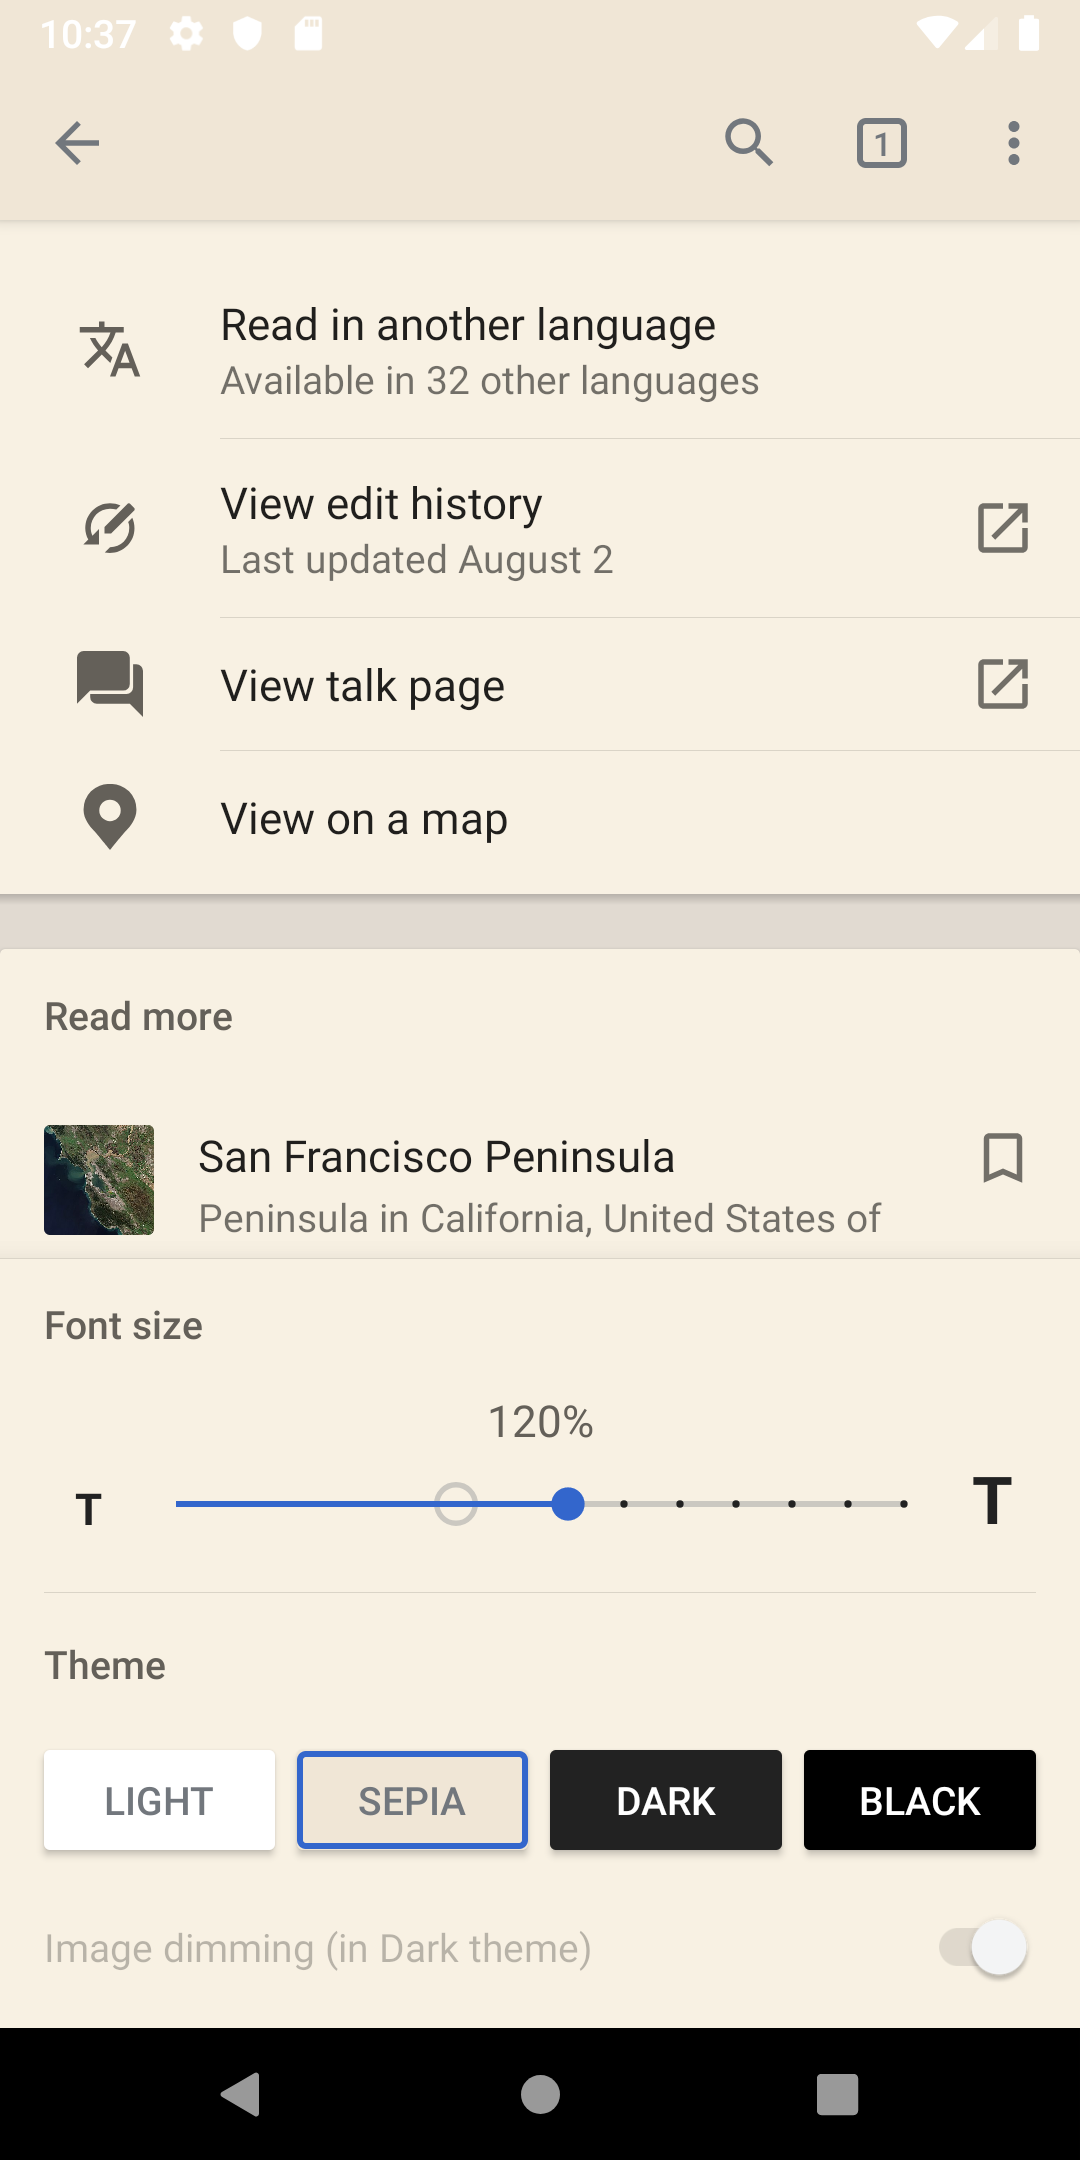 10:37
1
Read in another language
Available in 32 other languages
View edit history
Last updated August 2
View talk page
View on a map
Read more
San Francisco Peninsula
Peninsula in California, United States of
Font size
120%
T T
Theme
LIGHT SEPIA DARK BLACK
Image dimming (in Dark theme)